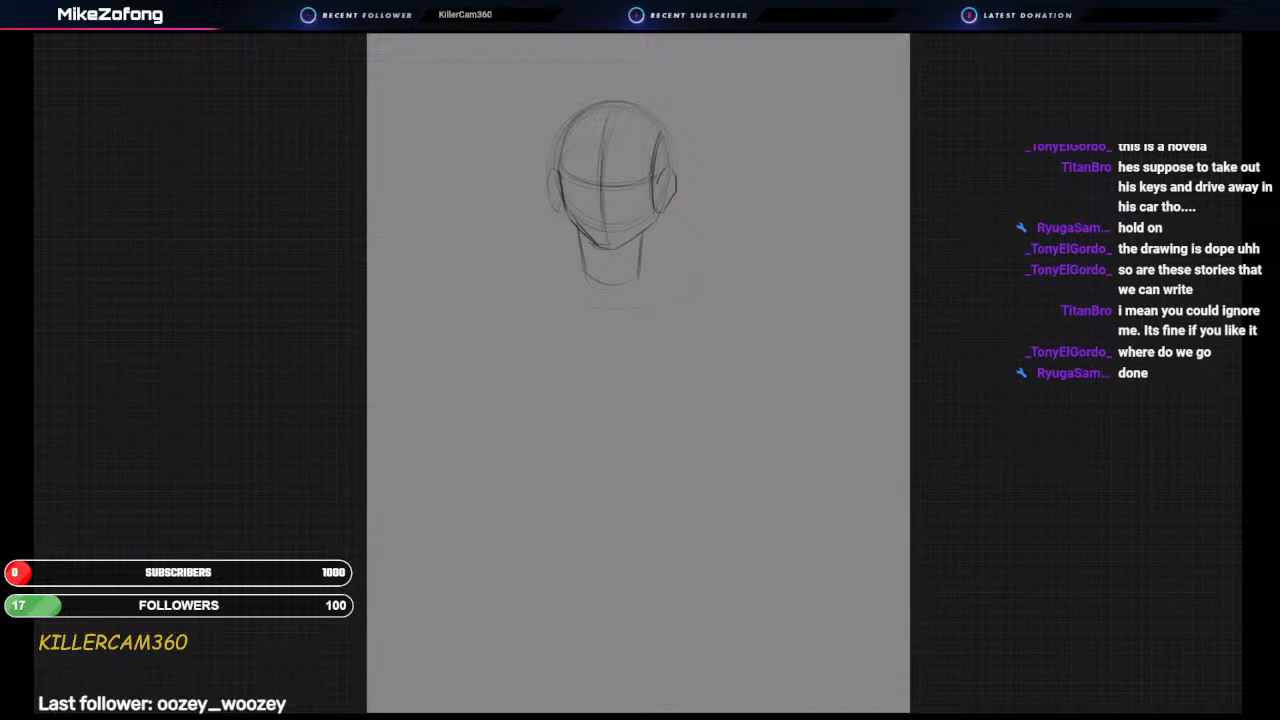 MikeZofong
RECENT FOLLOWER KillerCam360
RECENT SUBSCRIBER
LATEST DONATION
_TonyElGordo_ this is a novela
TitanBro hes suppose to take out
his keys and drive away in
his car tho....
RyugaSam... hold on
_TonyElGordo_ the drawing is dope uhh
_TonyElGordo_ so are these stories that
we can write
TitanBro i mean you could ignore
me. Its fine if you like it
_TonyElGordo_ where do we go
RyugaSam... done
0 SUBSCRIBERS 1000
17 FOLLOWERS 100
KILLERCAM360
Last follower: oozey_woozey